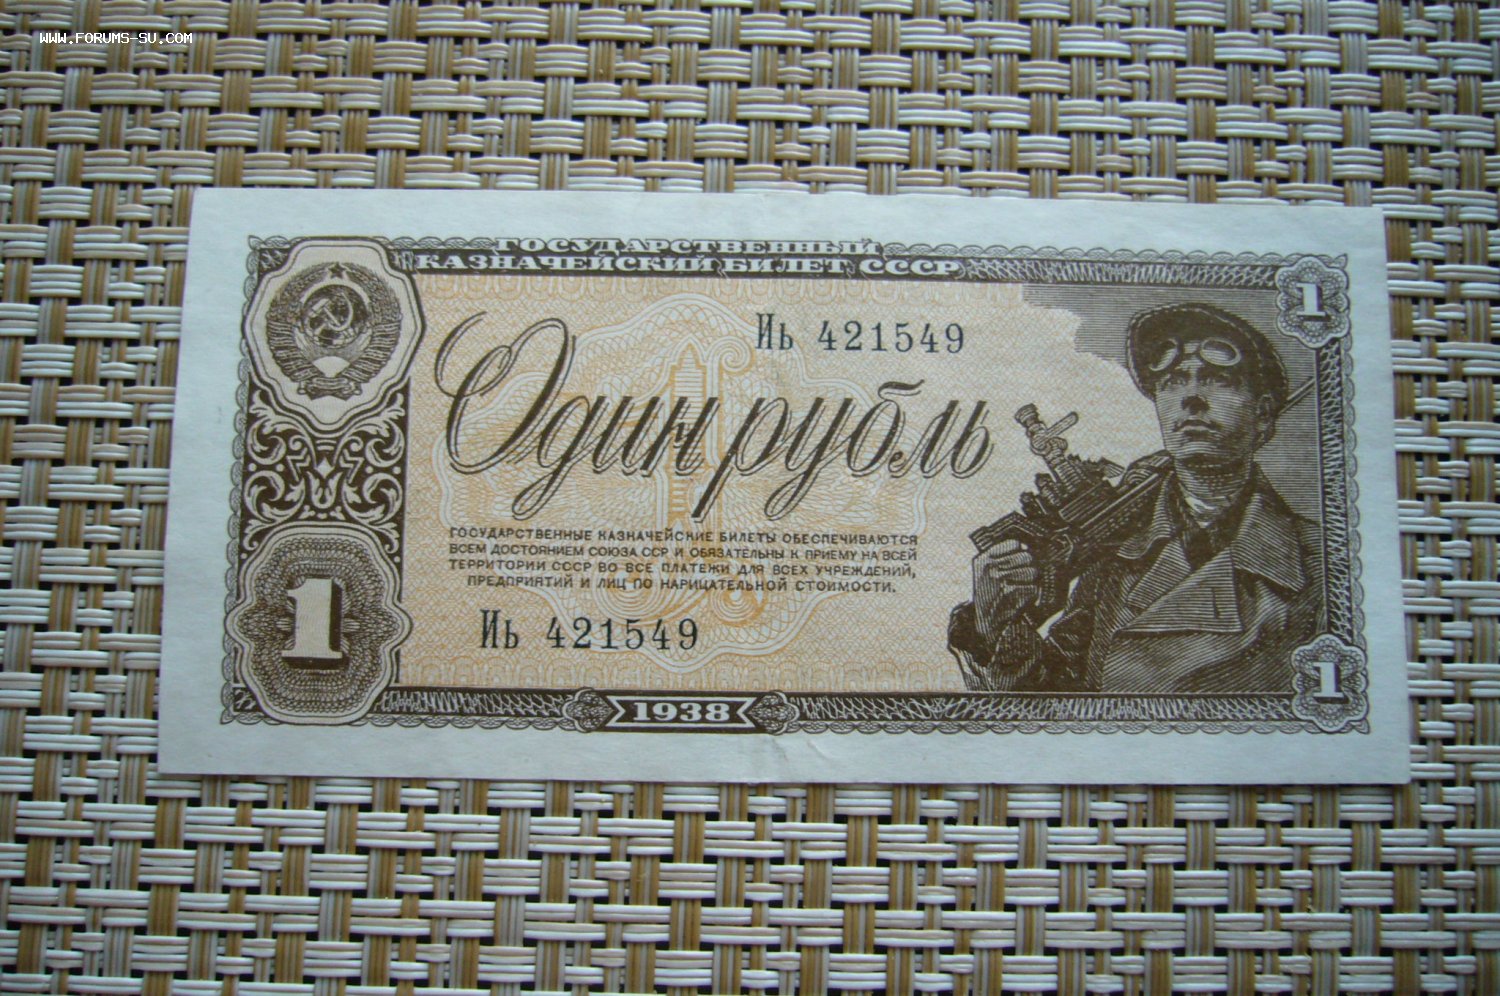 WWW.FORUMS-SU.COM
ГОСУДАРСТВЕННЫЙ
КАЗНАЧЕЙСКИЙ БИЛЕТ СССР
1
Иь 421549
Один рубль
ГОСУДАРСТВЕННЫЕ КАЗНАЧЕЙСКИЕ БИЛЕТЫ ОБЕСПЕЧИВАЮТСЯ
ВСЕМ ДОСТОЯНИЕМ СОЮЗА ССР И ОБЯЗАТЕЛЬНЫ К ПРИЕМУ НА ВСЕЙ
ТЕРРИТОРИИ СССР ВО ВСЕ ПЛАТЕЖИ ДЛЯ ВСЕХ УЧРЕЖДЕНИЙ,
ПРЕДПРИЯТИЙ И ЛИЦ ПО НАРИЦАТЕЛЬНОЙ СТОИМОСТИ.
1
Иь 421549
1
1938